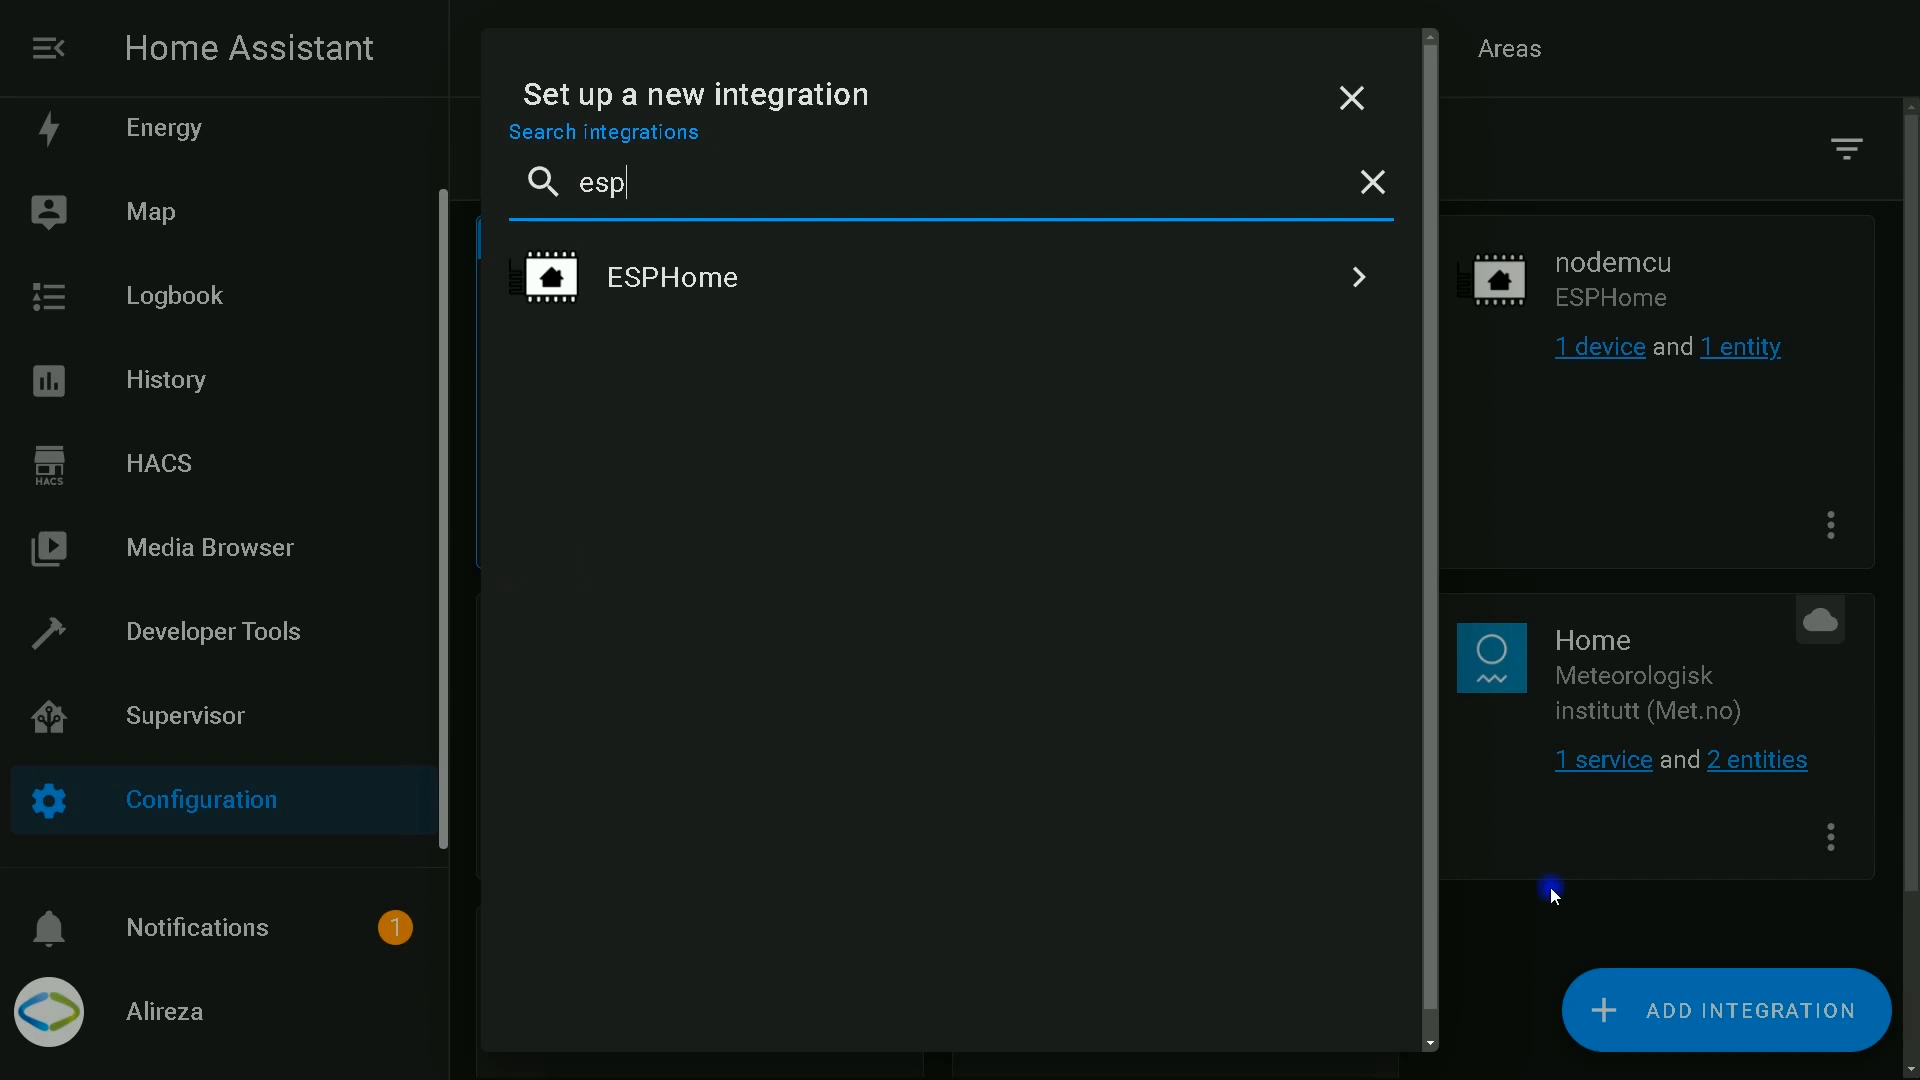 Home Assistant
Energy
Map
Logbook
History
HACS
HACS
Media Browser
Developer Tools
Supervisor
Configuration
Notifications
1
Alireza
Set up a new integration
Search integrations
esp
ESPHome
Areas
nodemcu
ESPHome
1 device and 1 entity
Home
Meteorologisk
institutt (Met.no)
1 service and 2 entities
ADD INTEGRATION